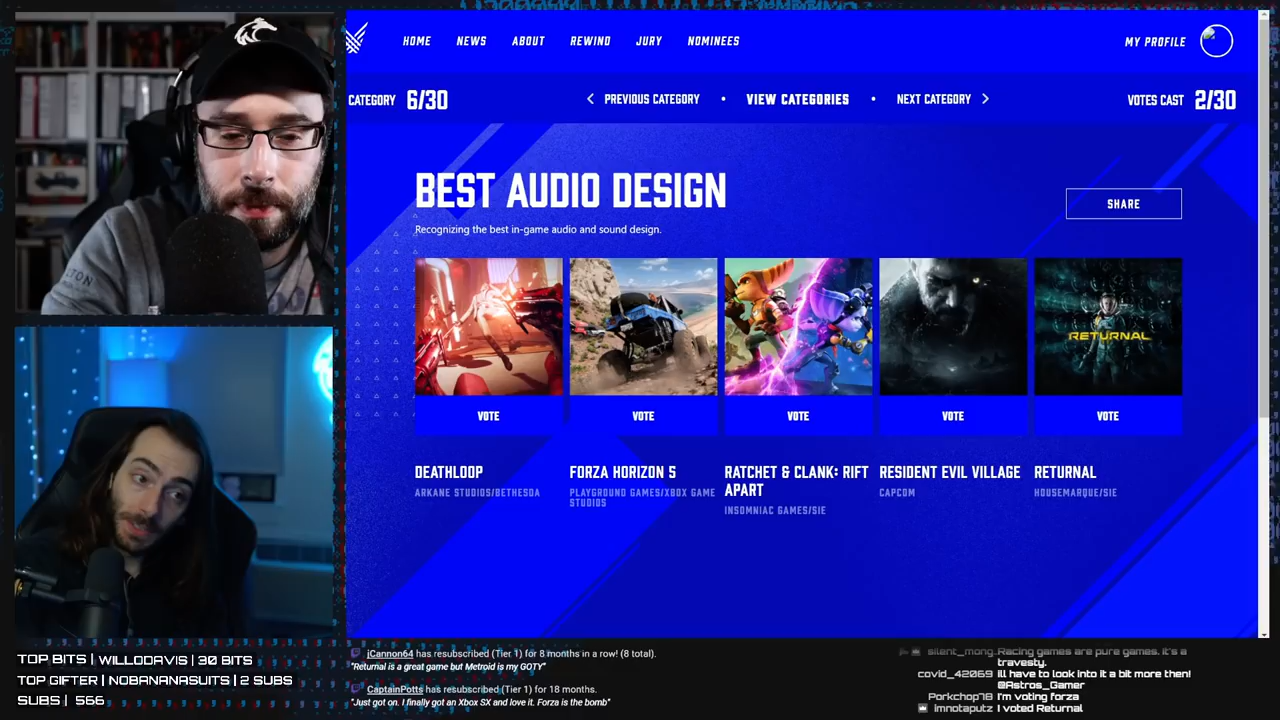 HOME NEWS ABOUT REWIND JURY NOMINEES MY PROFILE
CATEGORY 6/30 PREVIOUS CATEGORY • VIEW CATEGORIES • NEXT CATEGORY VOTES CAST 2/30
BEST AUDIO DESIGN
SHARE
Recognizing the best in-game audio and sound design.
RETURNAL
VOTE VOTE VOTE VOTE VOTE
DEATHLOOP
ARKANE STUDIOS/BETHESDA
FORZA HORIZON 5
PLAYGROUND GAMES/XBOX GAME
STUDIOS
RATCHET & CLANK: RIFT
APART
INSOMNIAC GAMES/SIE
RESIDENT EVIL VILLAGE
CAPCOM
RETURNAL
HOUSEMARQUE/SIE
LTON
TOP BITS | WILLODAVIS | 30 BITS
TOP GIFTER | NOBANANASUITS | 2 SUBS
SUBS | 566
jCannon64 has resubscribed (Tier 1) for 8 months in a row! (8 total).
"Returnal is a great game but Metroid is my GOTY"
CaptainPotts has resubscribed (Tier 1) for 18 months.
"Just got on. I finally got an Xbox SX and love it. Forza is the bomb"
silent_mong Racing games are pure games. It's a
travesty.
covid_42069 Ill have to look into it a bit more then!
@Astros_Gamer
Porkchop78 I'm voting forza
imnotaputz I voted Returnal